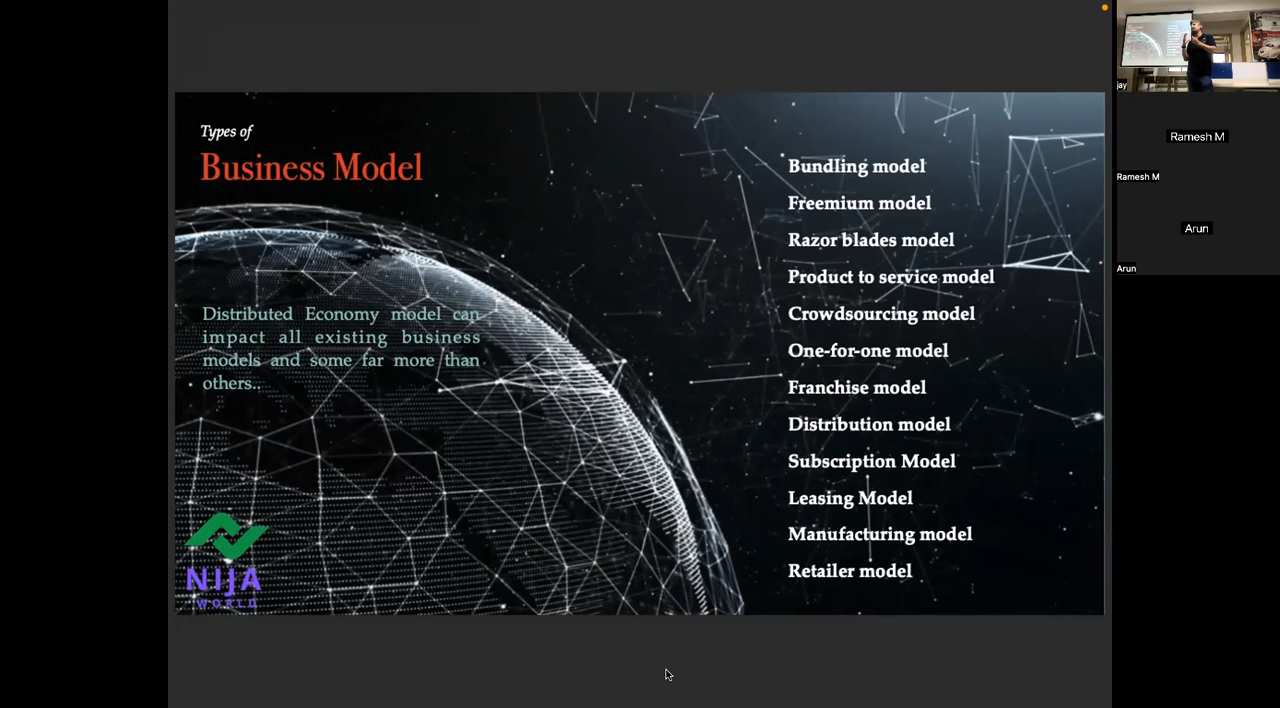 Types of
Business Model
Distributed Economy model can
impact all existing business
models and some far more than
others..
NIJA
WORLD
Bundling model
Freemium model
Razor blades model
Product to service model
Crowdsourcing model
One-for-one model
Franchise model
Distribution model
Subscription Model
Leasing Model
Manufacturing model
Retailer model
jay
Ramesh M
Ramesh M
Arun
Arun